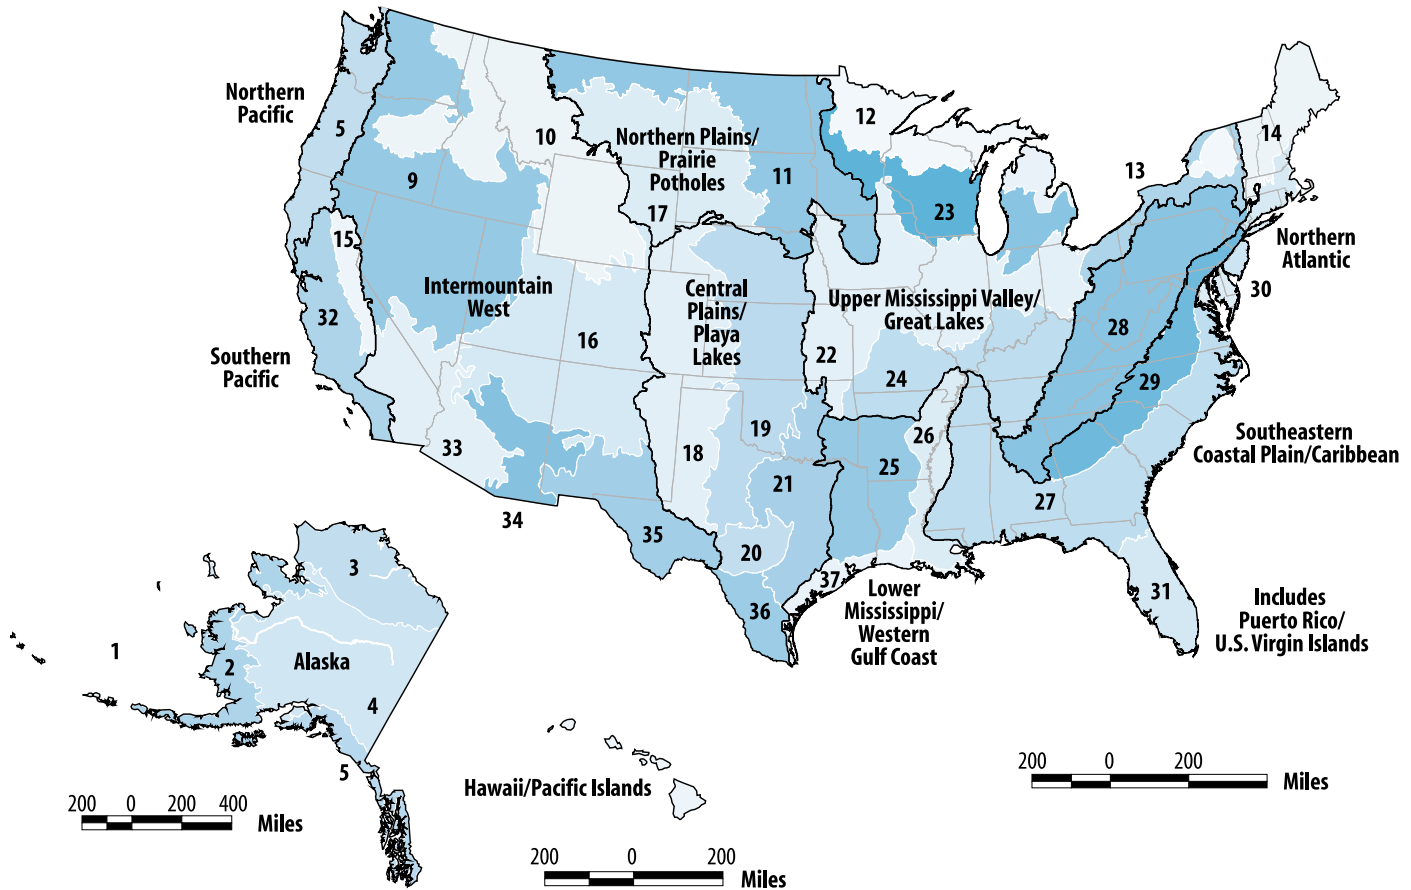 12
Northern
Pacific
5
10
Northern Plains/
Prairie
Potholes
14
13
11
9
17
23
15
Northern
Atlantic
30
Intermountain
West
Central
Plains/
Playa
Lakes
Upper Mississippi Valley/
Great Lakes
32
28
16
Southern
Pacific
22
24
29
19
26
Southeastern
Coastal Plain/Caribbean
33
18
25
21
27
34
35
20
3
37
Lower
Mississippi/
Western
Gulf Coast
31
36
Includes
Puerto Rico/
U.S. Virgin Islands
1
2
Alaska
4
5
Hawaii/Pacific Islands
200 0 200
Miles
200 0 200 400
Miles
200 0 200
Miles